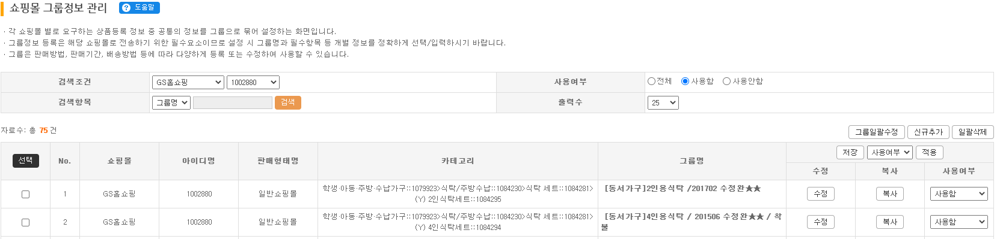 쇼핑몰 그룹정보 관리 ? 도움말
· 각 쇼핑몰 별로 요구하는 상품등록 정보 중 공통의 정보를 그룹으로 묶어 설정하는 화면입니다.
· 그룹정보 등록은 해당 쇼핑몰로 전송하기 위한 필수요소이므로 설정 시 그룹명과 필수항목 등 개별 정보를 정확하게 선택/입력하시기 바랍니다.
· 그룹은 판매방법, 판매기간, 배송방법 등에 따라 다양하게 등록 또는 수정하여 사용할 수 있습니다.
검색조건 GS홈쇼핑 1002880 사용여부 전체 사용함 사용안함
검색항목 그룹명 검색 출력수 25
자료수: 총 75 건 그룹일괄수정 신규추가 일괄삭제
선택 No. 쇼핑몰 아이디명 판매형태명 카테고리 그룹명 저장 사용여부 적용
수정 복사 사용여부
1 GS홈쇼핑 1002880 일반쇼핑몰 학생·아동·주방·수납가구::1079923>식탁/주방수납::1084230>식탁 세트::1084281> [동서가구]2인용식탁 /201702 수정완★★ 수정 복사 사용함
(Y) 2인식탁세트::1084295
2 GS홈쇼핑 1002880 일반쇼핑몰 학생·아동·주방·수납가구::1079923>식탁/주방수납::1084230>식탁 세트::1084281> [동서가구]4인용식탁 / 201506 수정완★★ / 착 수정 복사 사용함
(Y) 4인식탁세트::1084294 불